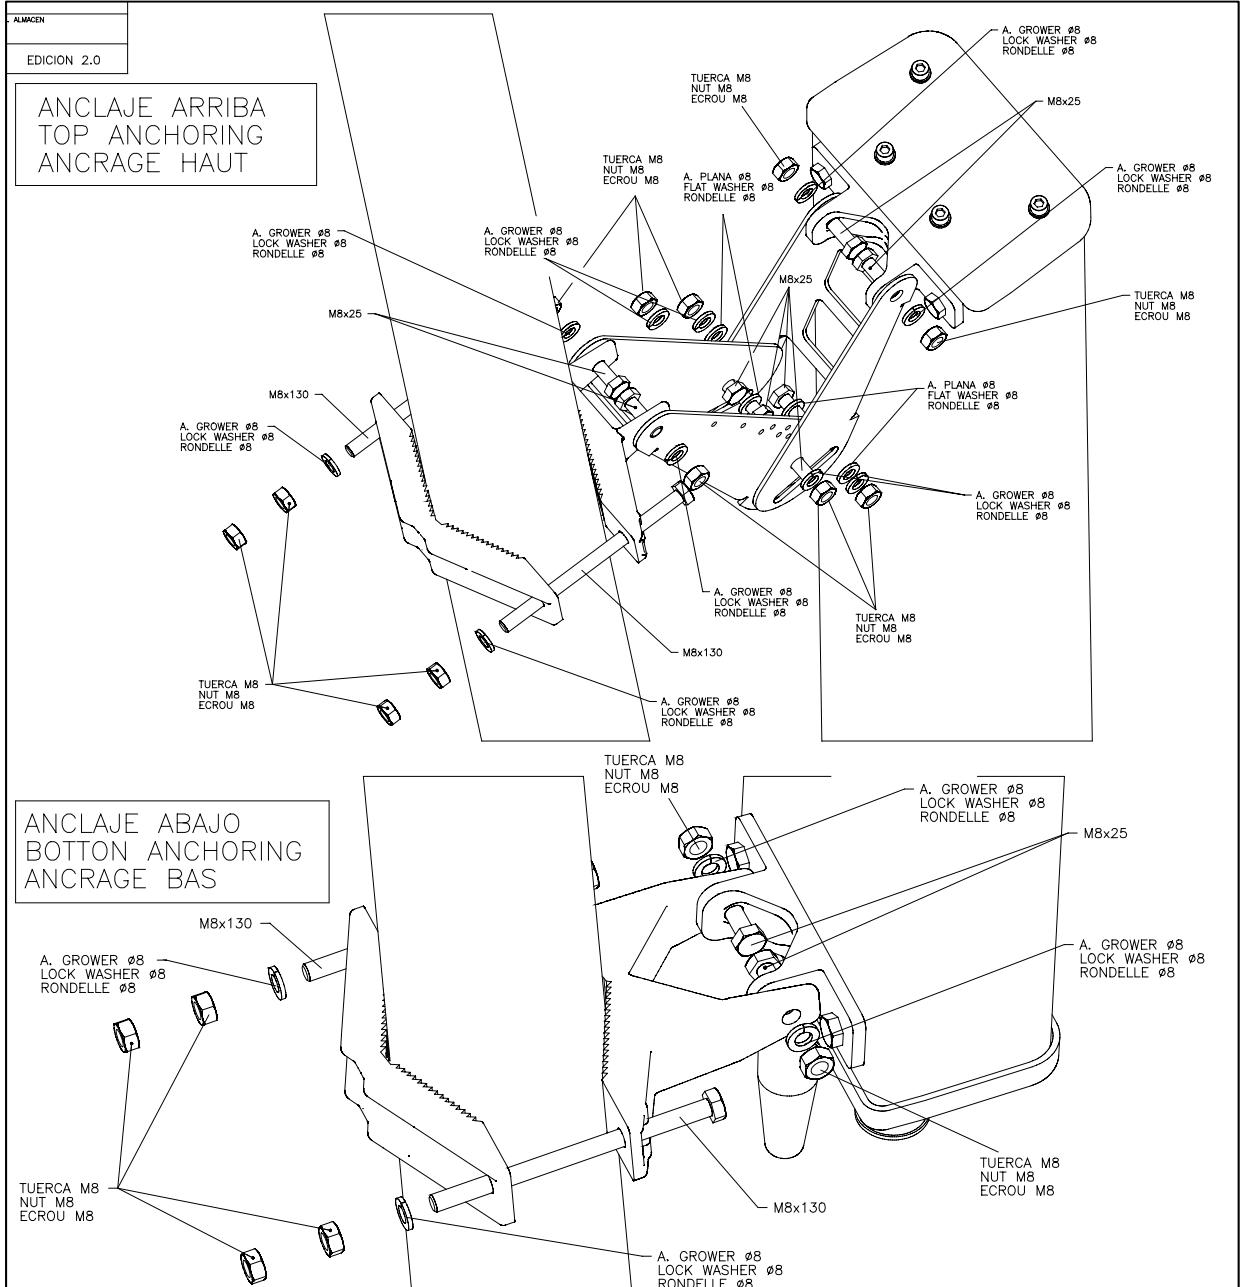 ALMACEN
EDICION 2.0
ANCLAJE ARRIBA
TOP ANCHORING
ANCRAGE HAUT
A. GROWER ø8
LOCK WASHER ø8
RONDELLE ø8
TUERCA M8
NUT M8
ECROU M8
M8x25
TUERCA M8
NUT M8
ECROU M8
A. PLANA ø8
FLAT WASHER ø8
RONDELLE ø8
A. GROWER ø8
LOCK WASHER ø8
RONDELLE ø8
A. GROWER ø8
LOCK WASHER ø8
RONDELLE ø8
A. GROWER ø8
LOCK WASHER ø8
RONDELLE ø8
M8x25
M8x25
TUERCA M8
NUT M8
ECROU M8
M8x130
A. PLANA ø8
FLAT WASHER ø8
RONDELLE ø8
A. GROWER ø8
LOCK WASHER ø8
RONDELLE ø8
A. GROWER ø8
LOCK WASHER ø8
RONDELLE ø8
A. GROWER ø8
LOCK WASHER ø8
RONDELLE ø8
TUERCA M8
NUT M8
ECROU M8
M8x130
TUERCA M8
NUT M8
ECROU M8
A. GROWER ø8
LOCK WASHER ø8
RONDELLE ø8
TUERCA M8
NUT M8
ECROU M8
A. GROWER ø8
LOCK WASHER ø8
RONDELLE ø8
ANCLAJE ABAJO
BOTTON ANCHORING
ANCRAGE BAS
M8x25
M8x130
A. GROWER ø8
LOCK WASHER ø8
RONDELLE ø8
A. GROWER ø8
LOCK WASHER ø8
RONDELLE ø8
TUERCA M8
NUT M8
ECROU M8
TUERCA M8
NUT M8
ECROU M8
M8x130
A. GROWER ø8
LOCK WASHER ø8
RONDELLE ø8